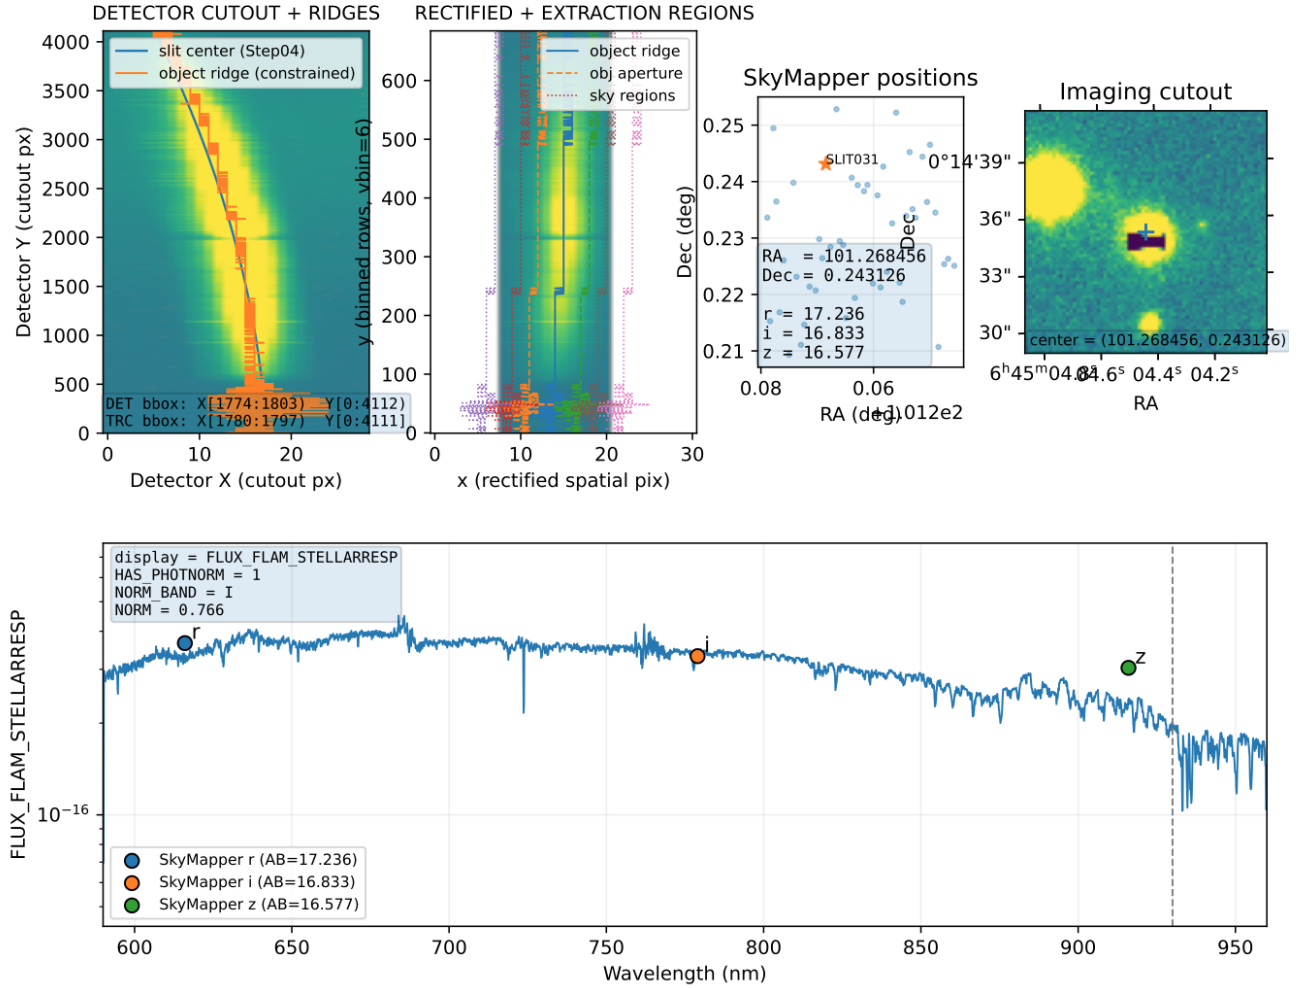 DETECTOR CUTOUT + RIDGES
slit center (Step04)
object ridge (constrained)
4000
3500
3000
2500
2000
1500
1000
500
0
Detector Y (cutout px)
DET bbox: X[1774:1803) Y[0:4112)
TRC bbox: X[1780:1797) Y[0:4111]
0
10
20
Detector X (cutout px)
RECTIFIED + EXTRACTION REGIONS
object ridge
obj aperture
sky regions
600
500
400
300
200
100
0
y (binned rows, vbin=6)
0
10
20
30
x (rectified spatial pix)
SkyMapper positions
SLIT031
0.25
0.24
0.23
0.22
0.21
Dec (deg)
RA = 101.268456
Dec = 0.243126
r = 17.236
i = 16.833
z = 16.577
0.08
0.06
RA (deg)
+1.012e2
Imaging cutout
0°14'39"
36"
33"
30"
Dec
center = (101.268456, 0.243126)
6ʰ45ᵐ04.8ˢ
04.6ˢ
04.4ˢ
04.2ˢ
RA
display = FLUX_FLAM_STELLARRESP
HAS_PHOTNORM = 1
NORM_BAND = I
NORM = 0.766
r
i
z
FLUX_FLAM_STELLARRESP
10⁻¹⁶
SkyMapper r (AB=17.236)
SkyMapper i (AB=16.833)
SkyMapper z (AB=16.577)
600
650
700
750
800
850
900
950
Wavelength (nm)